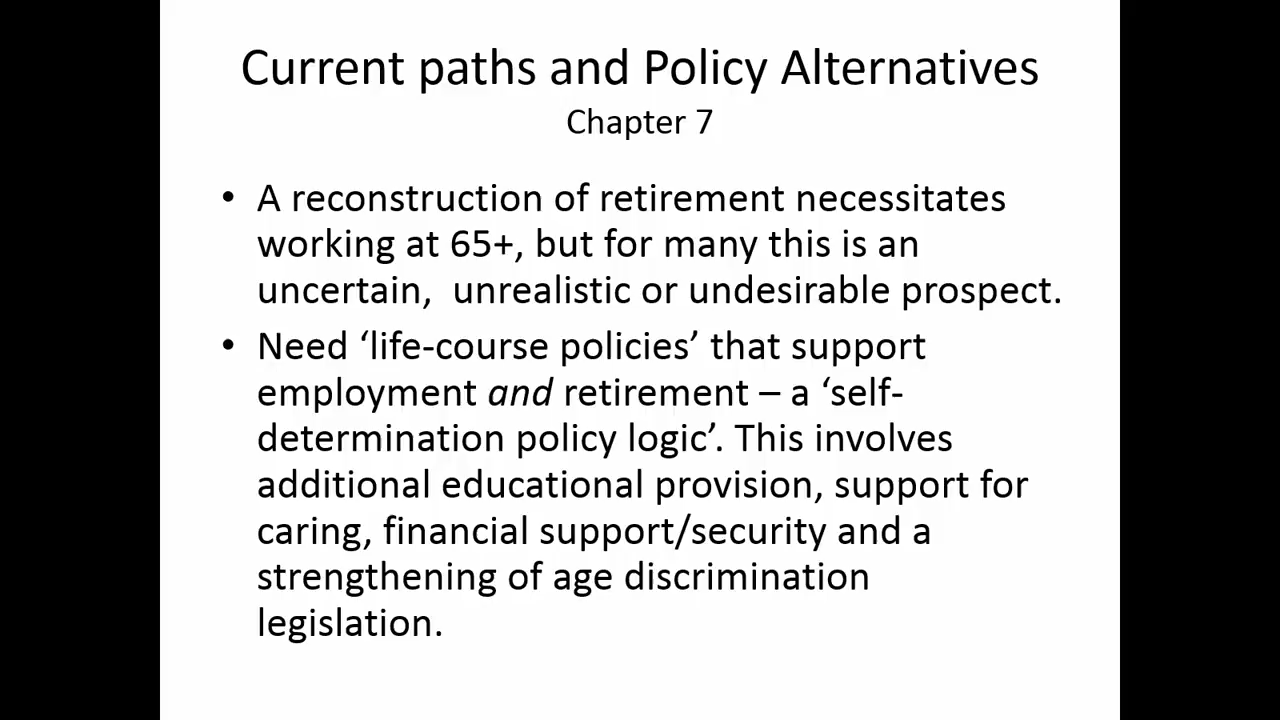 Current paths and Policy Alternatives
Chapter 7
• A reconstruction of retirement necessitates
working at 65+, but for many this is an
uncertain,  unrealistic or undesirable prospect.
• Need ‘life-course policies’ that support
employment and retirement – a ‘self-
determination policy logic’. This involves
additional educational provision, support for
caring, financial support/security and a
strengthening of age discrimination
legislation.